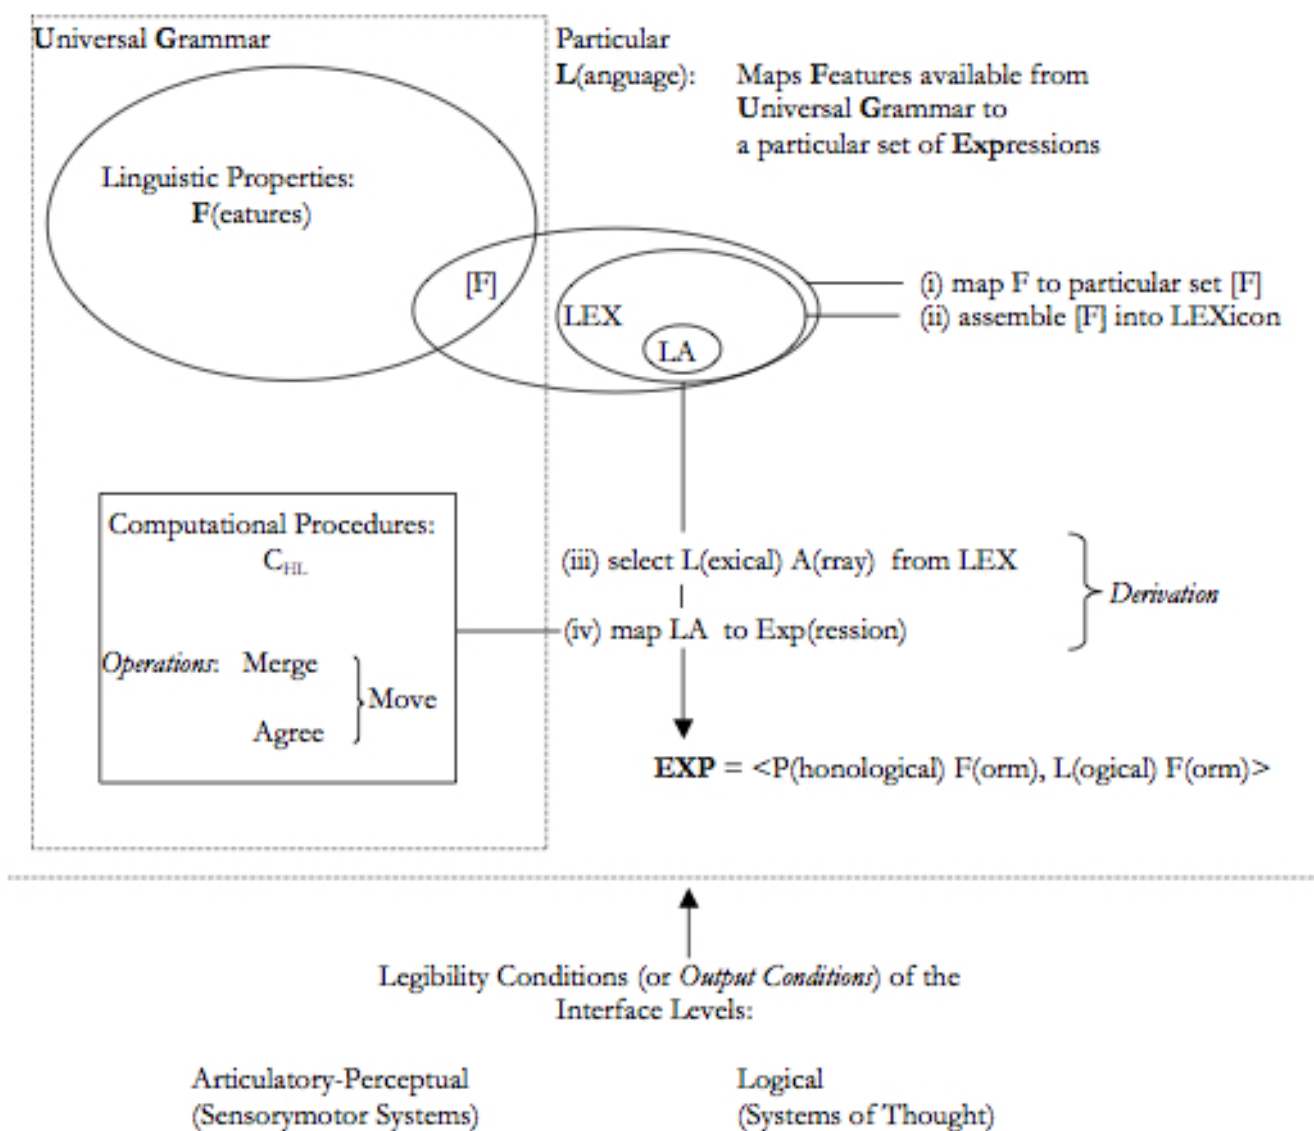 Universal Grammar
Particular
L(anguage): Maps Features available from
Universal Grammar to
a particular set of Expressions
Linguistic Properties:
F(eatures)
[F]
LEX
LA
(i) map F to particular set [F]
(ii) assemble [F] into LEXicon
Computational Procedures:
CHL
Operations: Merge
Move
Agree
(iii) select L(exical) A(rray) from LEX
(iv) map LA to Exp(ression)
Derivation
EXP = <P(honological) F(orm), L(ogical) F(orm)>
Legibility Conditions (or Output Conditions) of the
Interface Levels:
Articulatory-Perceptual
(Sensorymotor Systems)
Logical
(Systems of Thought)